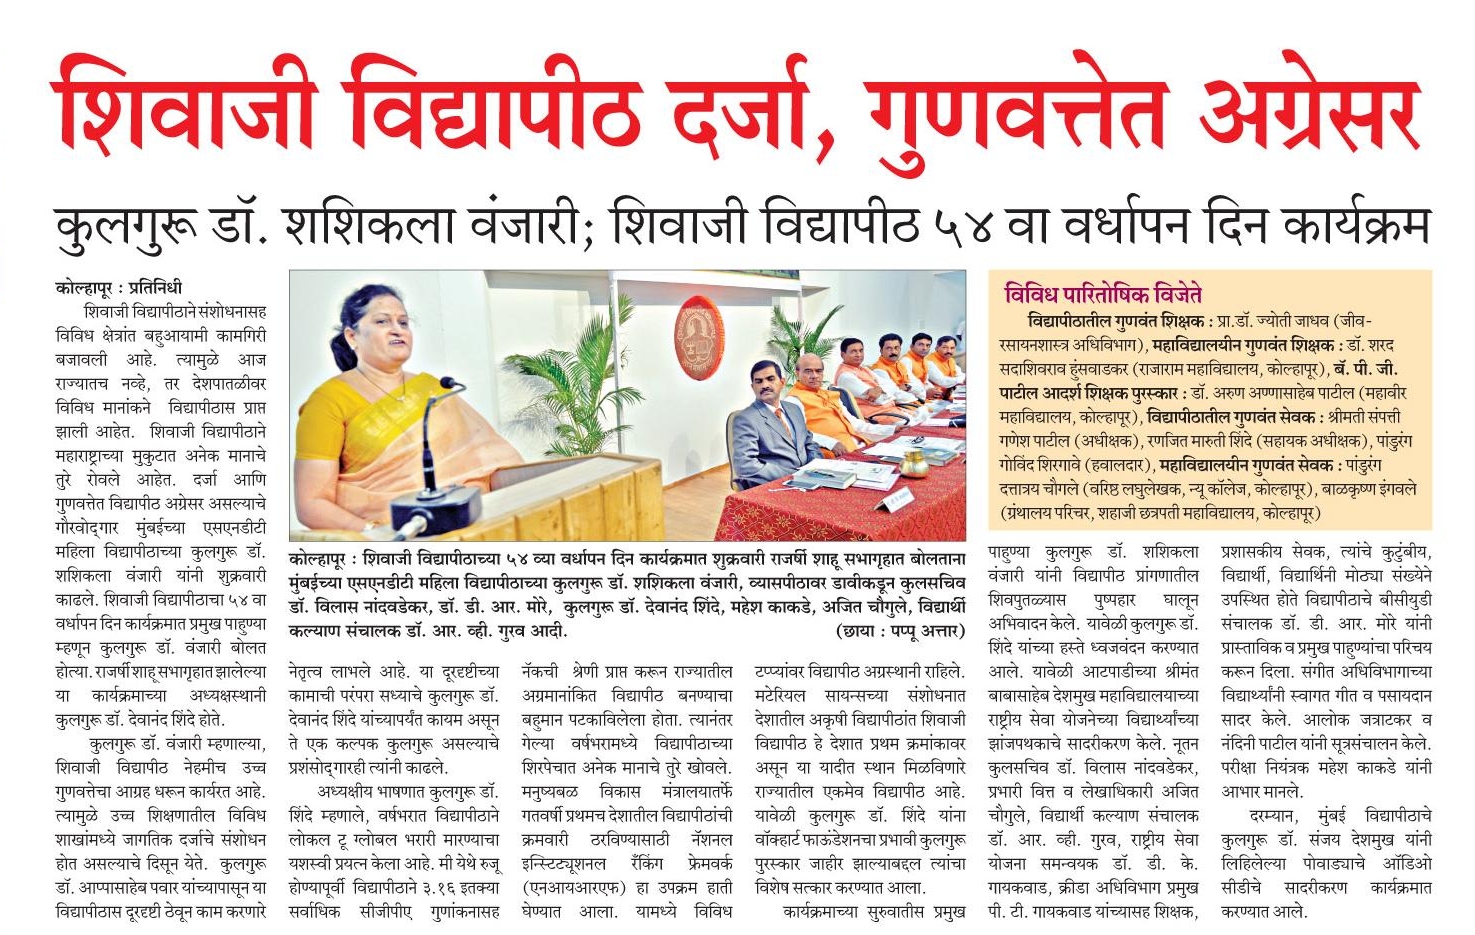 शिवाजी विद्यापीठ दर्जा, गुणवत्तेत अग्रेसर
कुलगुरू डॉ. शशिकला वंजारी; शिवाजी विद्यापीठ ५४ वा वर्धापन दिन कार्यक्रम
कोल्हापूर : प्रतिनिधी
शिवाजी विद्यापीठाने संशोधनासह
विविध क्षेत्रांत बहुआयामी कामगिरी
बजावली आहे. त्यामुळे आज
राज्यातच नव्हे, तर देशपातळीवर
विविध मानांकने विद्यापीठास प्राप्त
झाली आहेत. शिवाजी विद्यापीठाने
महाराष्ट्राच्या मुकुटात अनेक मानाचे
तुरे रोवले आहेत. दर्जा आणि
गुणवत्तेत विद्यापीठ अग्रेसर असल्याचे
गौरवोद्‌गार मुंबईच्या एसएनडीटी
महिला विद्यापीठाच्या कुलगुरू डॉ.
शशिकला वंजारी यांनी शुक्रवारी
काढले. शिवाजी विद्यापीठाचा ५४ वा
वर्धापन दिन कार्यक्रमात प्रमुख पाहुण्या
म्हणून कुलगुरू डॉ. वंजारी बोलत
होत्या. राजर्षी शाहू सभागृहात झालेल्या
या कार्यक्रमाच्या अध्यक्षस्थानी
कुलगुरू डॉ. देवानंद शिंदे होते.
कुलगुरू डॉ. वंजारी म्हणाल्या,
शिवाजी विद्यापीठ नेहमीच उच्च
गुणवत्तेचा आग्रह धरून कार्यरत आहे.
त्यामुळे उच्च शिक्षणातील विविध
शाखांमध्ये जागतिक दर्जाचे संशोधन
होत असल्याचे दिसून येते. कुलगुरू
डॉ. आप्पासाहेब पवार यांच्यापासून या
विद्यापीठास दूरदृष्टी ठेवून काम करणारे
कोल्हापूर : शिवाजी विद्यापीठाच्या ५४ व्या वर्धापन दिन कार्यक्रमात शुक्रवारी राजर्षी शाहू सभागृहात बोलताना
मुंबईच्या एसएनडीटी महिला विद्यापीठाच्या कुलगुरू डॉ. शशिकला वंजारी, व्यासपीठावर डावीकडून कुलसचिव
डॉ. विलास नांदवडेकर, डॉ. डी. आर. मोरे, कुलगुरू डॉ. देवानंद शिंदे, महेश काकडे, अजित चौगुले, विद्यार्थी
कल्याण संचालक डॉ. आर. व्ही. गुरव आदी. (छाया : पप्पू अत्तार)
नेतृत्व लाभले आहे. या दूरदृष्टीच्या
कामाची परंपरा सध्याचे कुलगुरू डॉ.
देवानंद शिंदे यांच्यापर्यंत कायम असून
ते एक कल्पक कुलगुरू असल्याचे
प्रशंसोद्‌गारही त्यांनी काढले.
अध्यक्षीय भाषणात कुलगुरू डॉ.
शिंदे म्हणाले, वर्षभरात विद्यापीठाने
लोकल टू ग्लोबल भरारी मारण्याचा
यशस्वी प्रयत्न केला आहे. मी येथे रुजू
होण्यापूर्वी विद्यापीठाने ३.१६ इतक्या
सर्वाधिक सीजीपीए गुणांकनासह
नॅकची श्रेणी प्राप्त करून राज्यातील
अग्रमानांकित विद्यापीठ बनण्याचा
बहुमान पटकाविलेला होता. त्यानंतर
गेल्या वर्षभरामध्ये विद्यापीठाच्या
शिरपेचात अनेक मानाचे तुरे खोवले.
मनुष्यबळ विकास मंत्रालयातर्फे
गतवर्षी प्रथमच देशातील विद्यापीठांची
क्रमवारी ठरविण्यासाठी नॅशनल
इन्स्टिट्यूशनल रँकिंग फ्रेमवर्क
(एनआयआरएफ) हा उपक्रम हाती
घेण्यात आला. यामध्ये विविध
टप्प्यांवर विद्यापीठ अग्रस्थानी राहिले.
मटेरियल सायन्सच्या संशोधनात
देशातील अकृषी विद्यापीठांत शिवाजी
विद्यापीठ हे देशात प्रथम क्रमांकावर
असून या यादीत स्थान मिळविणारे
राज्यातील एकमेव विद्यापीठ आहे.
यावेळी कुलगुरू डॉ. शिंदे यांना
वॉक्हार्ट फाऊंडेशनचा प्रभावी कुलगुरू
पुरस्कार जाहीर झाल्याबद्दल त्यांचा
विशेष सत्कार करण्यात आला.
कार्यक्रमाच्या सुरुवातीस प्रमुख
विविध पारितोषिक विजेते
विद्यापीठातील गुणवंत शिक्षक : प्रा.डॉ. ज्योती जाधव (जीव-
रसायनशास्त्र अधिविभाग), महाविद्यालयीन गुणवंत शिक्षक : डॉ. शरद
सदाशिवराव हुंसवाडकर (राजाराम महाविद्यालय, कोल्हापूर), बॅ. पी. जी.
पाटील आदर्श शिक्षक पुरस्कार : डॉ. अरुण अण्णासाहेब पाटील (महावीर
महाविद्यालय, कोल्हापूर), विद्यापीठातील गुणवंत सेवक : श्रीमती संपत्ती
गणेश पाटील (अधीक्षक), रणजित मारुती शिंदे (सहायक अधीक्षक), पांडुरंग
गोविंद शिरगावे (हवालदार), महाविद्यालयीन गुणवंत सेवक : पांडुरंग
दत्तात्रय चौगले (वरिष्ठ लघुलेखक, न्यू कॉलेज, कोल्हापूर), बाळकृष्ण इंगवले
(ग्रंथालय परिचर, शहाजी छत्रपती महाविद्यालय, कोल्हापूर)
पाहुण्या कुलगुरू डॉ. शशिकला
वंजारी यांनी विद्यापीठ प्रांगणातील
शिवपुतळ्यास पुष्पहार घालून
अभिवादन केले. यावेळी कुलगुरू डॉ.
शिंदे यांच्या हस्ते ध्वजवंदन करण्यात
आले. यावेळी आटपाडीच्या श्रीमंत
बाबासाहेब देशमुख महाविद्यालयाच्या
राष्ट्रीय सेवा योजनेच्या विद्यार्थ्यांच्या
झांजपथकाचे सादरीकरण केले. नूतन
कुलसचिव डॉ. विलास नांदवडेकर,
प्रभारी वित्त व लेखाधिकारी अजित
चौगुले, विद्यार्थी कल्याण संचालक
डॉ. आर. व्ही. गुरव, राष्ट्रीय सेवा
योजना समन्वयक डॉ. डी. के.
गायकवाड, क्रीडा अधिविभाग प्रमुख
पी. टी. गायकवाड यांच्यासह शिक्षक,
प्रशासकीय सेवक, त्यांचे कुटुंबीय,
विद्यार्थी, विद्यार्थिनी मोठ्या संख्येने
उपस्थित होते विद्यापीठाचे बीसीयुडी
संचालक डॉ. डी. आर. मोरे यांनी
प्रास्ताविक व प्रमुख पाहुण्यांचा परिचय
करून दिला. संगीत अधिविभागाच्या
विद्यार्थ्यांनी स्वागत गीत व पसायदान
सादर केले. आलोक जत्राटकर व
नंदिनी पाटील यांनी सूत्रसंचालन केले.
परीक्षा नियंत्रक महेश काकडे यांनी
आभार मानले.
दरम्यान, मुंबई विद्यापीठाचे
कुलगुरू डॉ. संजय देशमुख यांनी
लिहिलेल्या पोवाड्याचे ऑडिओ
सीडीचे सादरीकरण कार्यक्रमात
करण्यात आले.